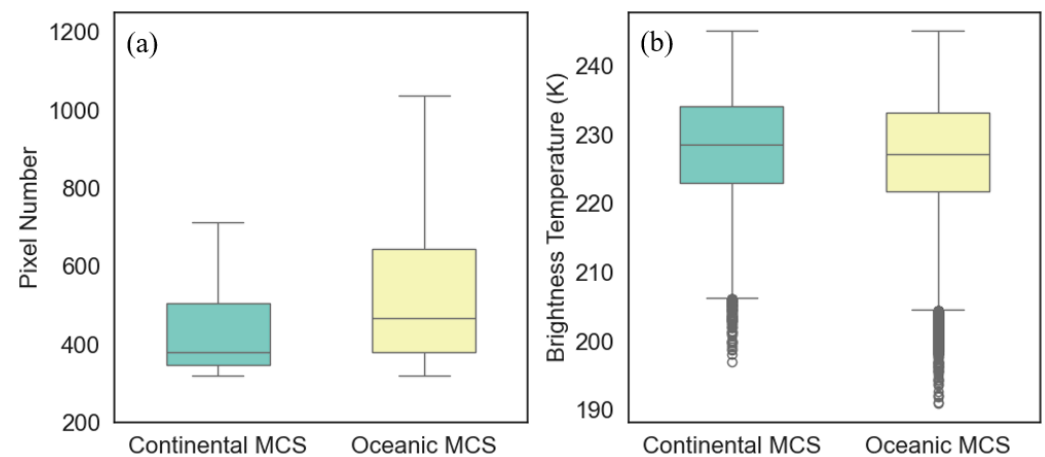 (a)
Pixel Number
1200
1000
800
600
400
200
Continental MCS
Oceanic MCS
(b)
Brightness Temperature (K)
240
230
220
210
200
190
Continental MCS
Oceanic MCS